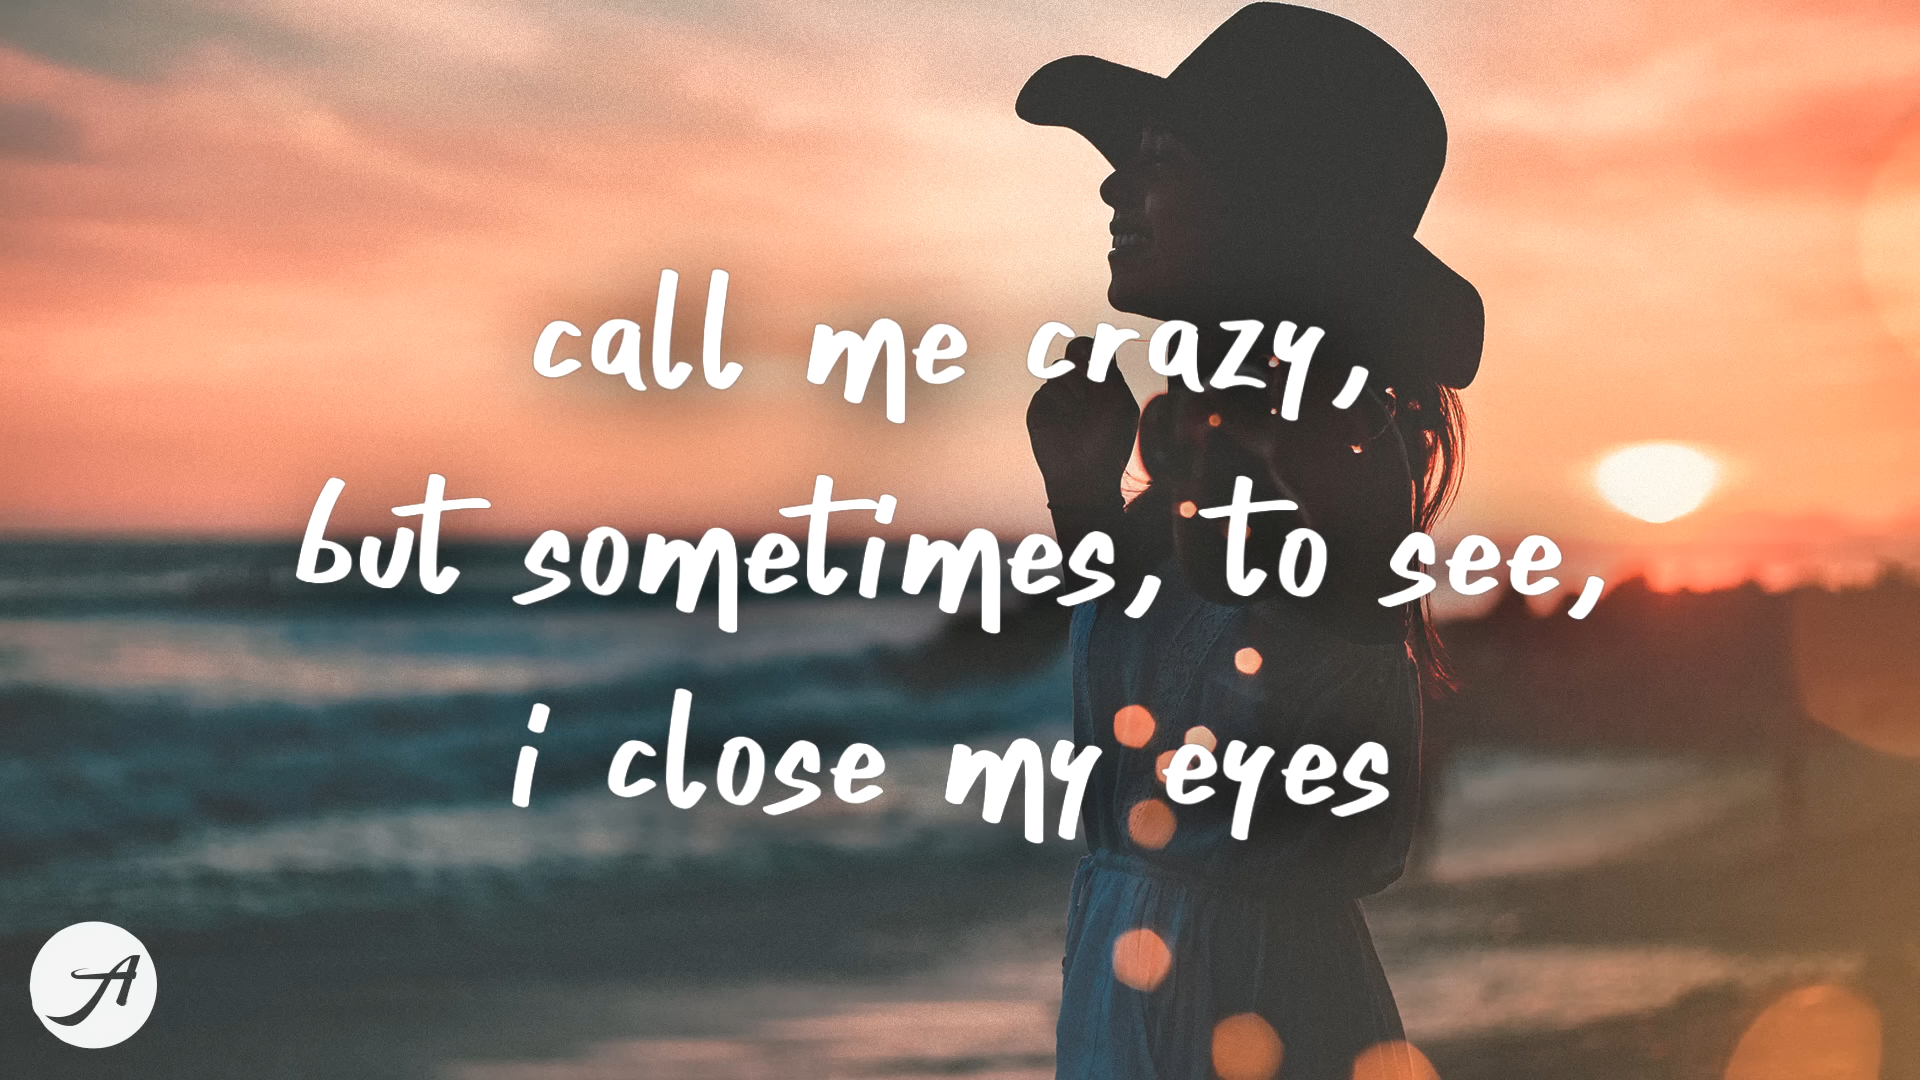 call me crazy,
but sometimes, to see,
i close my eyes
A